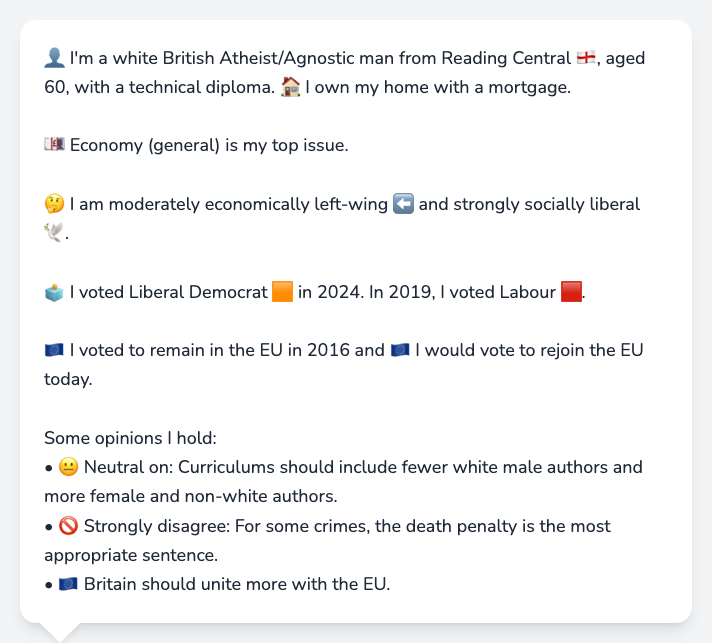 👤 I'm a white British Atheist/Agnostic man from Reading Central 🏴󠁧󠁢󠁥󠁮󠁧󠁿, aged
60, with a technical diploma. 🏠 I own my home with a mortgage.
💷 Economy (general) is my top issue.
🤔 I am moderately economically left-wing ⬅️ and strongly socially liberal
🕊️.
🗳️ I voted Liberal Democrat 🟧 in 2024. In 2019, I voted Labour 🟥.
🇪🇺 I voted to remain in the EU in 2016 and 🇪🇺 I would vote to rejoin the EU
today.
Some opinions I hold:
• 😐 Neutral on: Curriculums should include fewer white male authors and
more female and non-white authors.
• 🚫 Strongly disagree: For some crimes, the death penalty is the most
appropriate sentence.
• 🇪🇺 Britain should unite more with the EU.